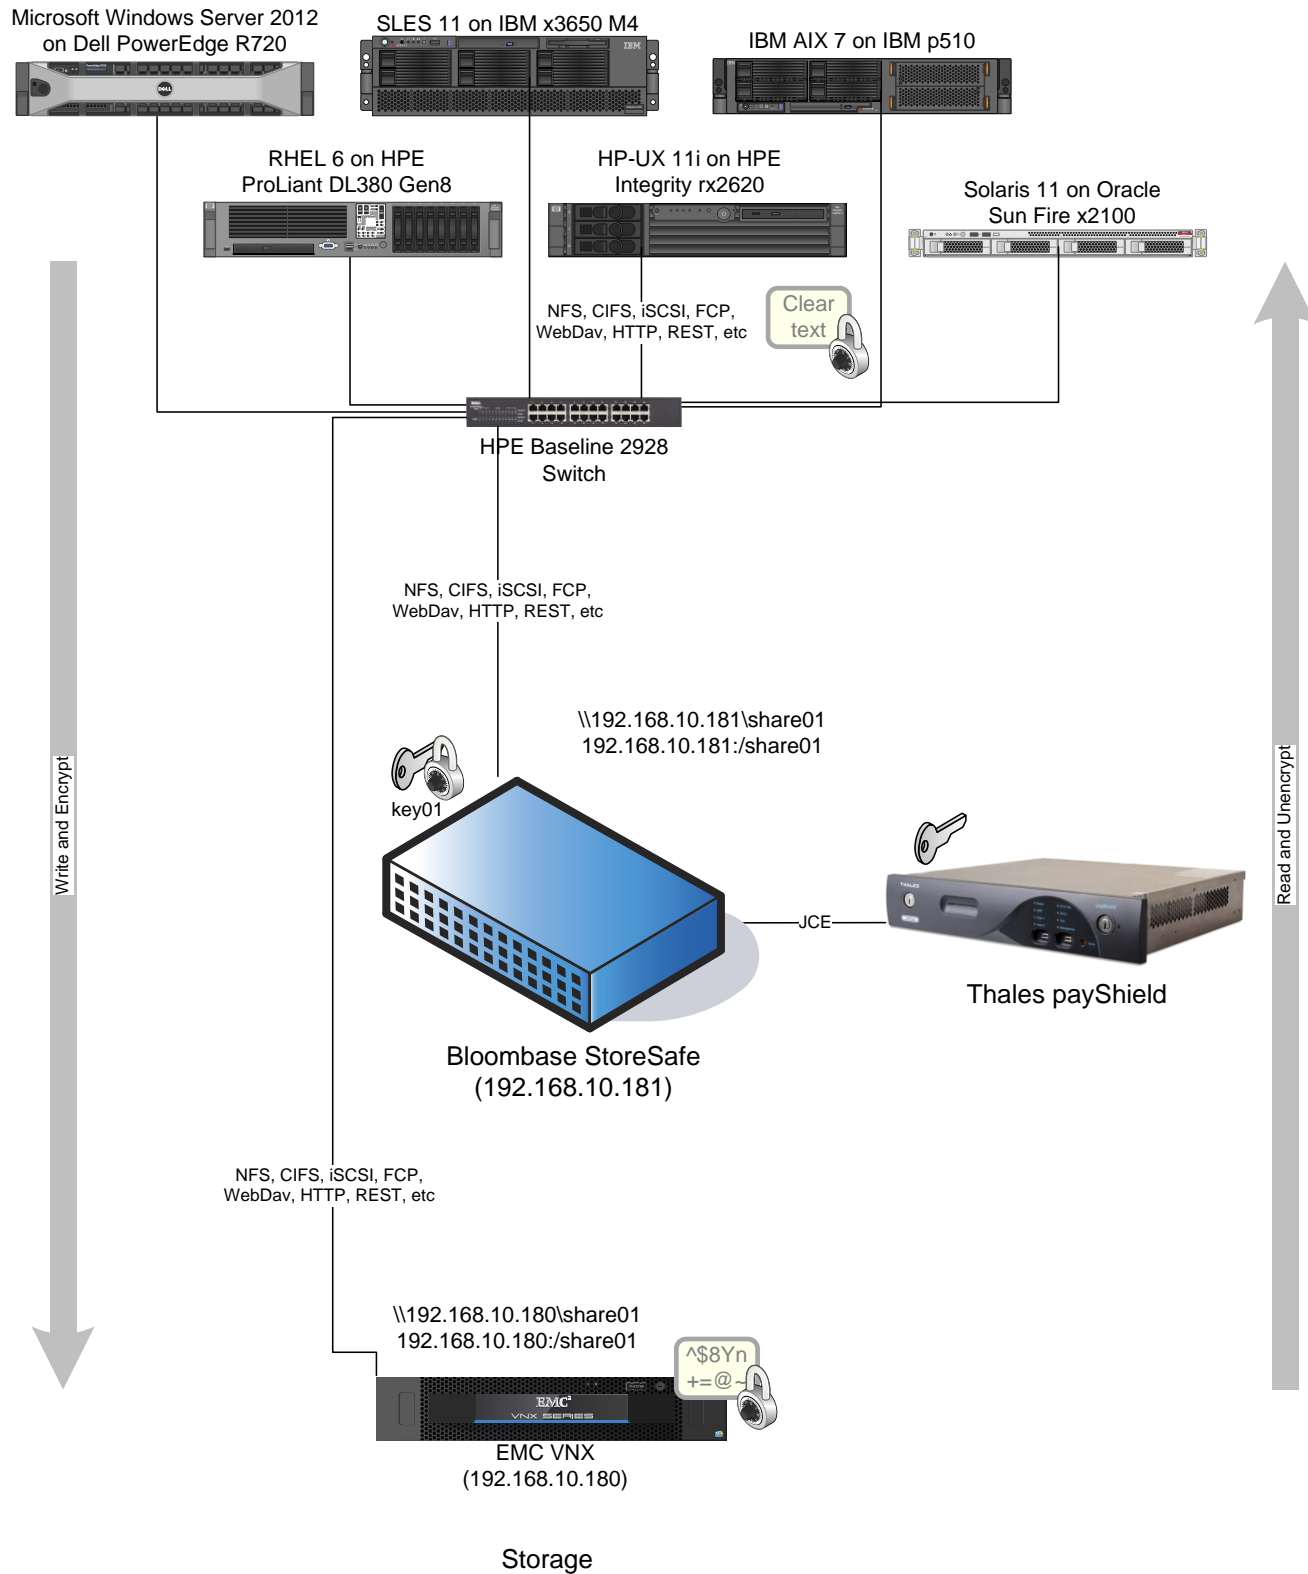 Microsoft Windows Server 2012
on Dell PowerEdge R720
SLES 11 on IBM x3650 M4
IBM AIX 7 on IBM p510
DELL
IBM
RHEL 6 on HPE
ProLiant DL380 Gen8
HP-UX 11i on HPE
Integrity rx2620
Solaris 11 on Oracle
Sun Fire x2100
NFS, CIFS, iSCSI, FCP,
WebDav, HTTP, REST, etc
Clear
text
HPE Baseline 2928
Switch
NFS, CIFS, iSCSI, FCP,
WebDav, HTTP, REST, etc
\\192.168.10.181\share01
192.168.10.181:/share01
key01
Write and Encrypt
Read and Unencrypt
JCE
THALES
Thales payShield
Bloombase StoreSafe
(192.168.10.181)
NFS, CIFS, iSCSI, FCP,
WebDav, HTTP, REST, etc
\\192.168.10.180\share01
192.168.10.180:/share01
^$8Yn
+=@~
EMC²
VNX SERIES
EMC VNX
(192.168.10.180)
Storage